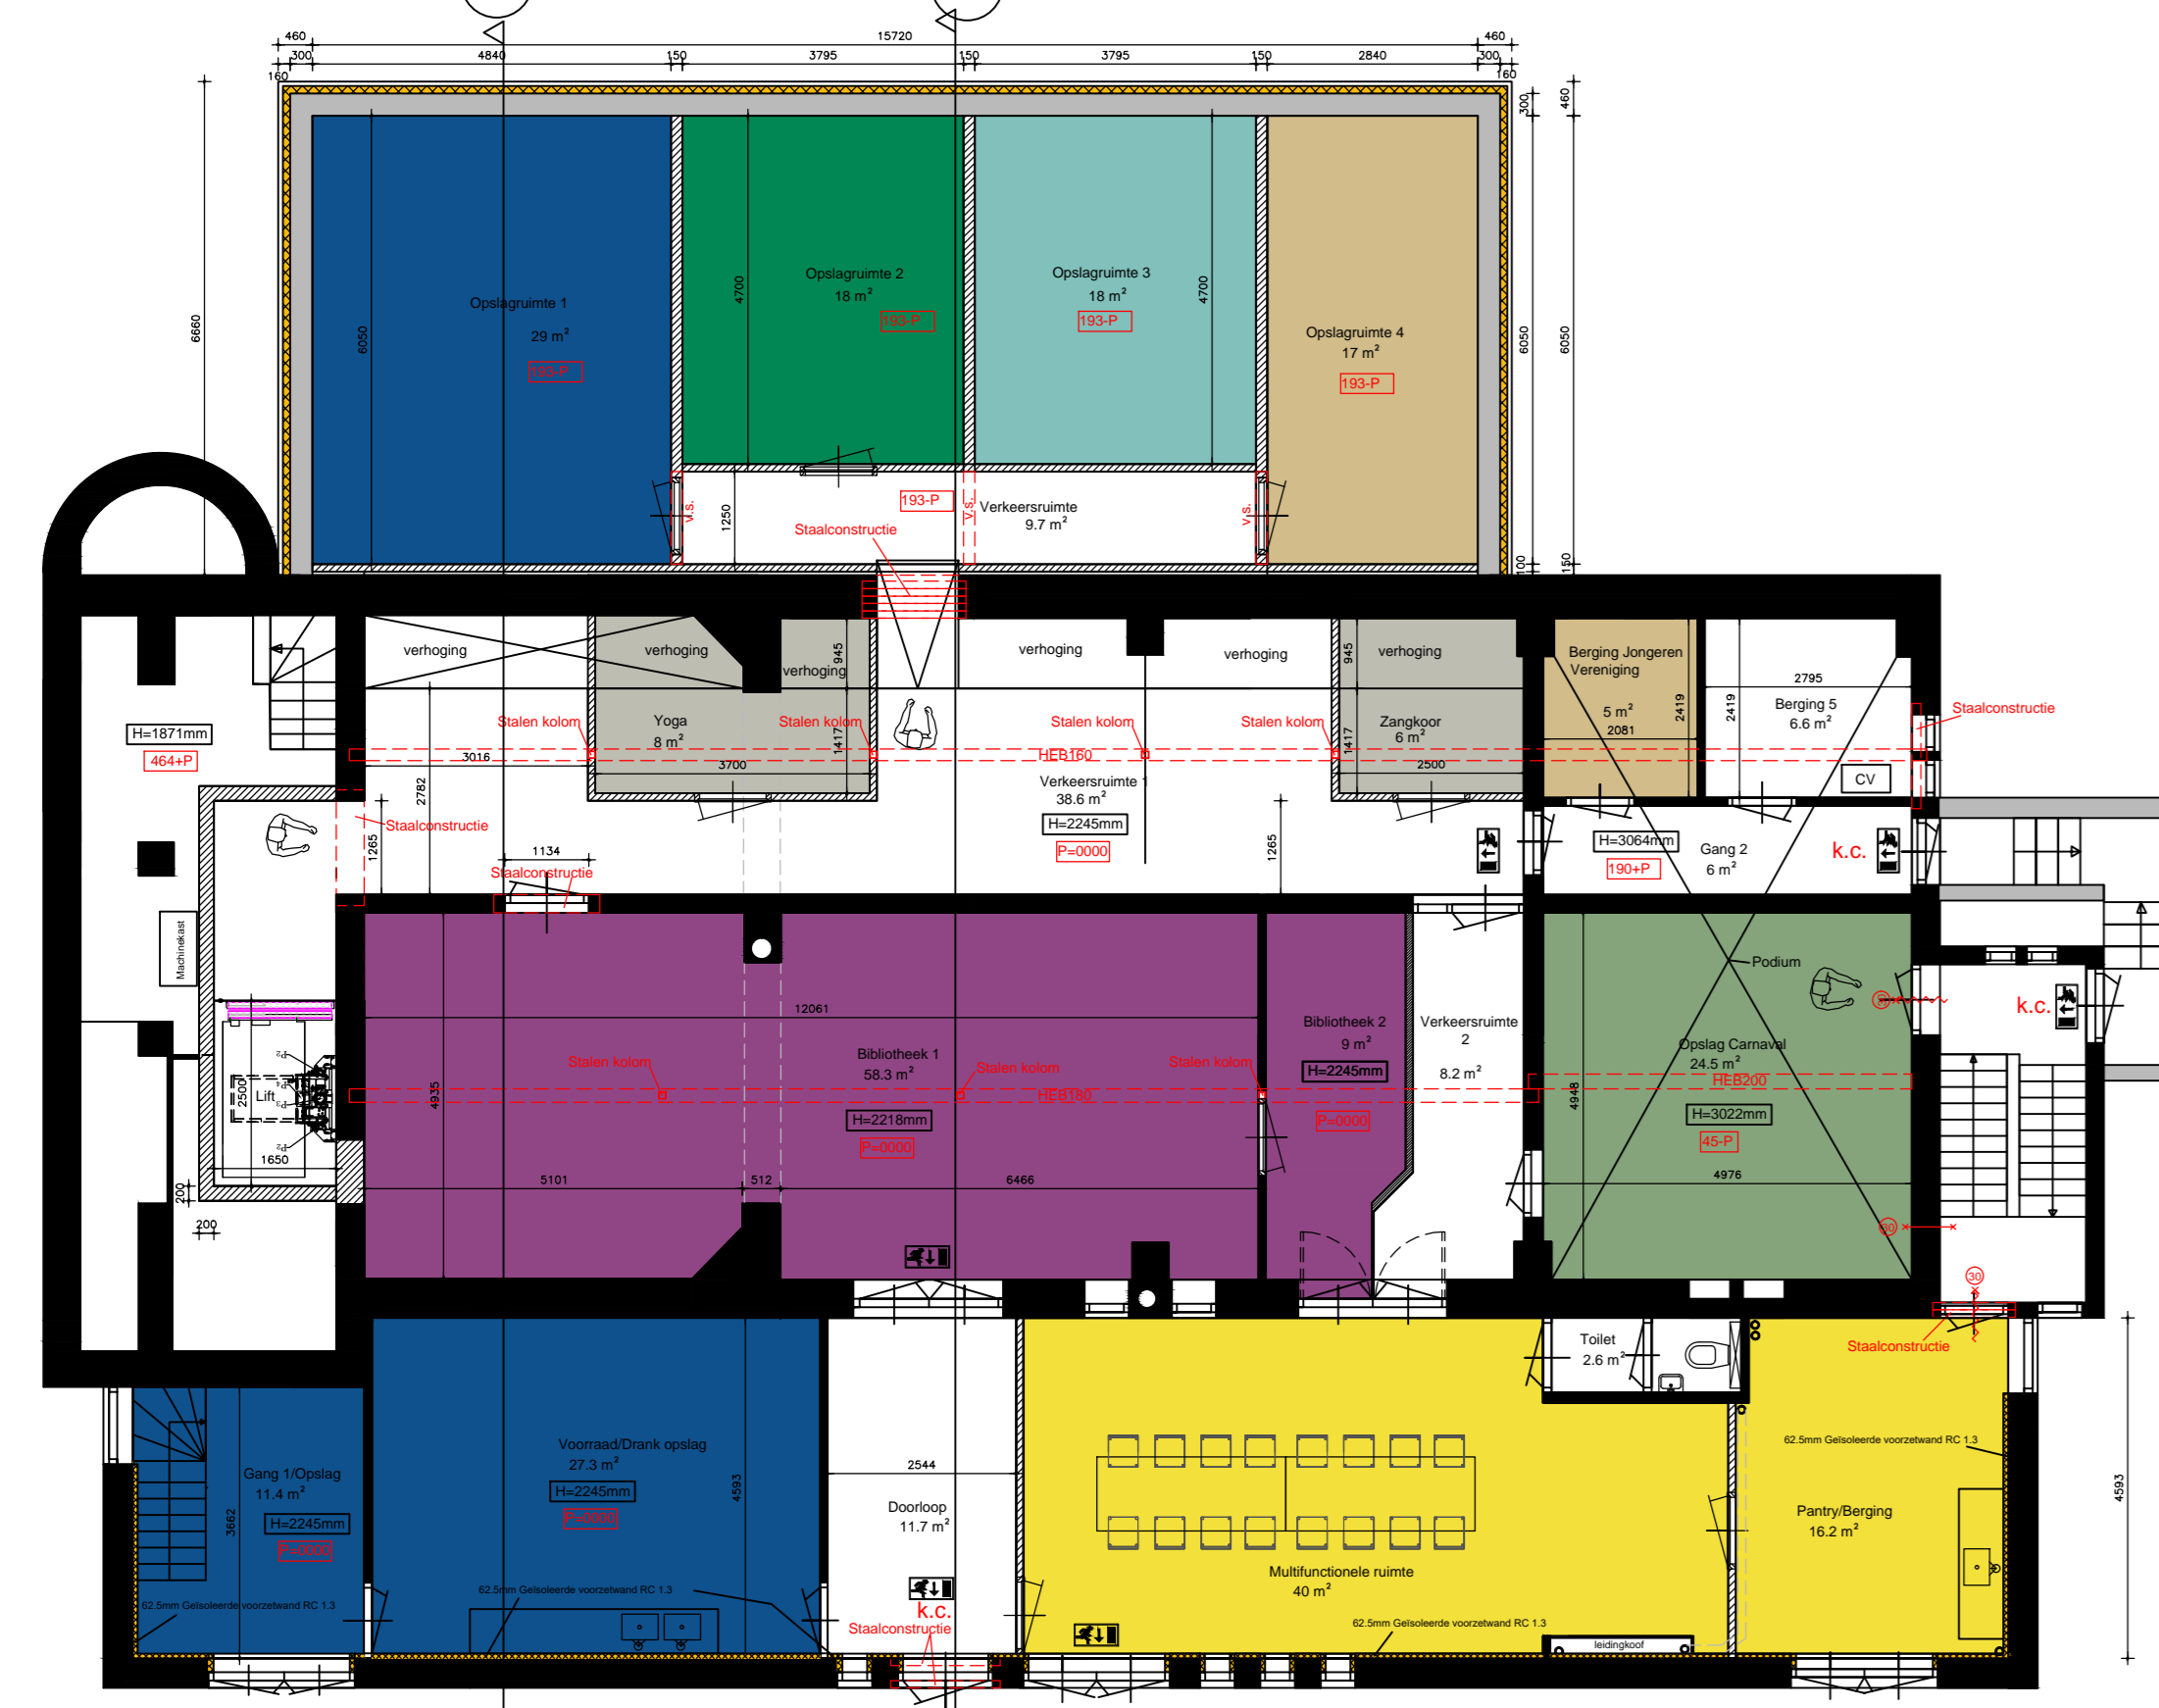 460 15720 460
300 4840 150 3795 150 3795 150 2840 300
160 160
300
460
6660
6050
4700
4700
6050
6050
Opslagruimte 1
29 m²
193-P
Opslagruimte 2
18 m²
193-P
Opslagruimte 3
18 m²
193-P
Opslagruimte 4
17 m²
193-P
v.s.
v.s.
v.s.
1250
193-P
Verkeersruimte
9.7 m²
Staalconstructie
100
150
verhoging
verhoging
verhoging
945
verhoging
verhoging
945
verhoging
Berging Jongeren
Vereniging
5 m²
2419
2081
2419
2795
Berging 5
6.6 m²
CV
Staalconstructie
H=1871mm
464+P
Stalen kolom
Yoga
8 m²
Stalen kolom
1417
Stalen kolom
Stalen kolom
1417
Zangkoor
6 m²
3016
3700
HEB160
2500
2782
Verkeersruimte 1
38.6 m²
H=2245mm
P=0000
Staalconstructie
1265
1134
Staalconstructie
1265
H=3064mm
190+P
Gang 2
6 m²
k.c.
Machinekast
12061
Podium
k.c.
Bibliotheek 1
58.3 m²
H=2218mm
P=0000
Stalen kolom
Stalen kolom
Stalen kolom
HEB180
4935
Bibliotheek 2
9 m²
H=2245mm
P=0000
Verkeersruimte
2
8.2 m²
Opslag Carnaval
24.5 m²
HEB200
H=3022mm
45-P
4948
4976
30
30
P2
P4
P3
P2
Lift
2500
1650
200
200
5101 512 6466
30
Staalconstructie
Toilet
2.6 m²
Gang 1/Opslag
11.4 m²
H=2245mm
P=0000
3662
62.5mm Geïsoleerde voorzetwand RC 1.3
Voorraad/Drank opslag
27.3 m²
H=2245mm
P=0000
4593
62.5mm Geïsoleerde voorzetwand RC 1.3
2544
Doorloop
11.7 m²
k.c.
Staalconstructie
Multifunctionele ruimte
40 m²
62.5mm Geïsoleerde voorzetwand RC 1.3
leidingkoof
62.5mm Geïsoleerde voorzetwand RC 1.3
Pantry/Berging
16.2 m²
4593